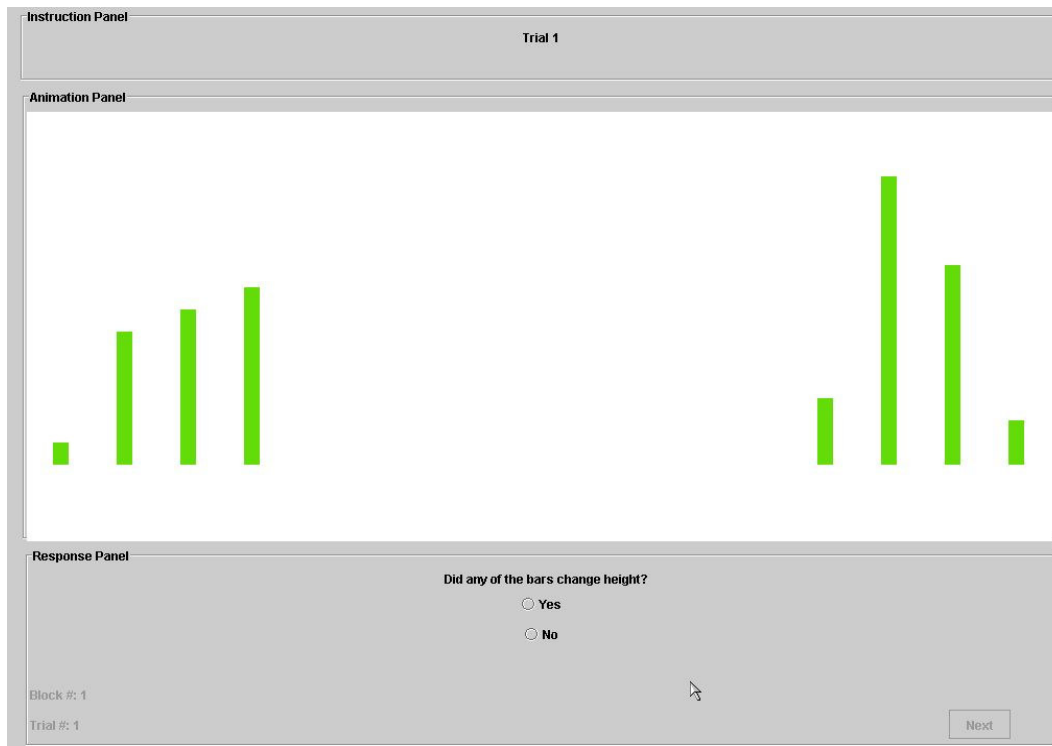 Instruction Panel
Trial 1
Animation Panel
Response Panel
Did any of the bars change height?
Yes
No
Block #: 1
Trial #: 1
Next